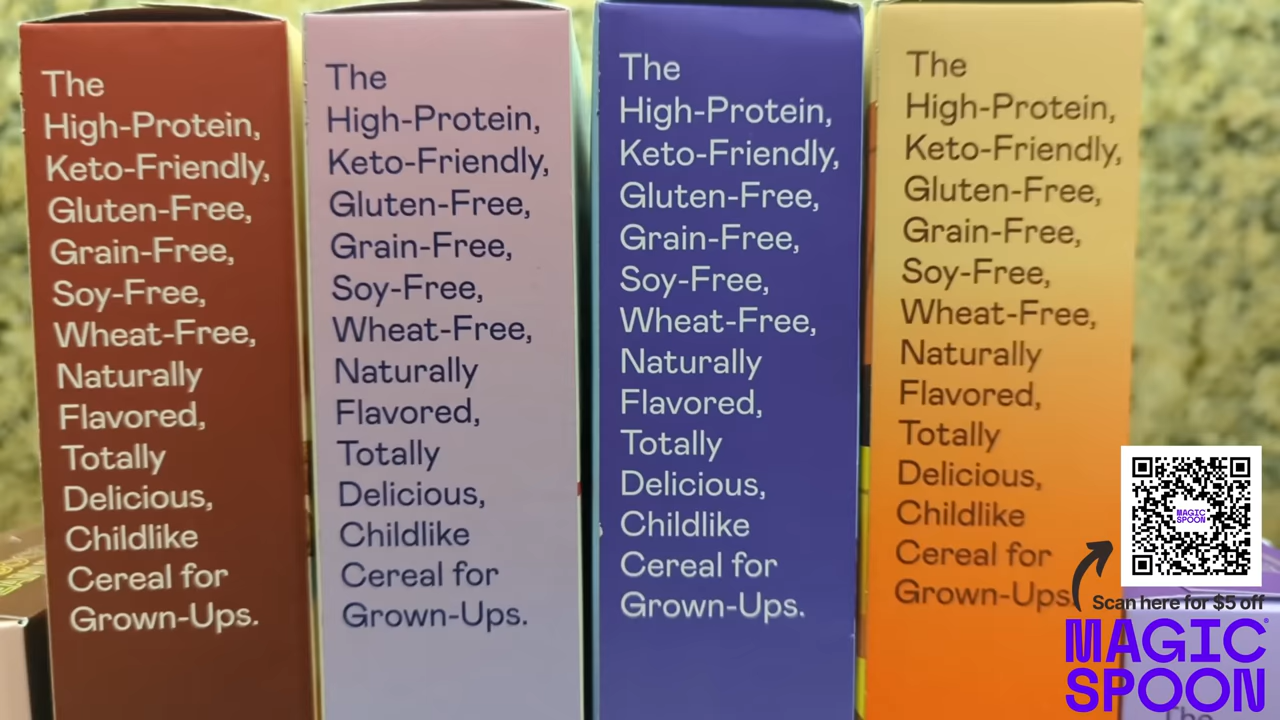 The
High-Protein,
Keto-Friendly,
Gluten-Free,
Grain-Free,
Soy-Free,
Wheat-Free,
Naturally
Flavored,
Totally
Delicious,
Childlike
Cereal for
Grown-Ups.
The
High-Protein,
Keto-Friendly,
Gluten-Free,
Grain-Free,
Soy-Free,
Wheat-Free,
Naturally
Flavored,
Totally
Delicious,
Childlike
Cereal for
Grown-Ups.
The
High-Protein,
Keto-Friendly,
Gluten-Free,
Grain-Free,
Soy-Free,
Wheat-Free,
Naturally
Flavored,
Totally
Delicious,
Childlike
Cereal for
Grown-Ups.
The
High-Protein,
Keto-Friendly,
Gluten-Free,
Grain-Free,
Soy-Free,
Wheat-Free,
Naturally
Flavored,
Totally
Delicious,
Childlike
Cereal for
Grown-Ups.
MAGIC
SPOON
Scan here for $5 off
MAGIC®
SPOON
The